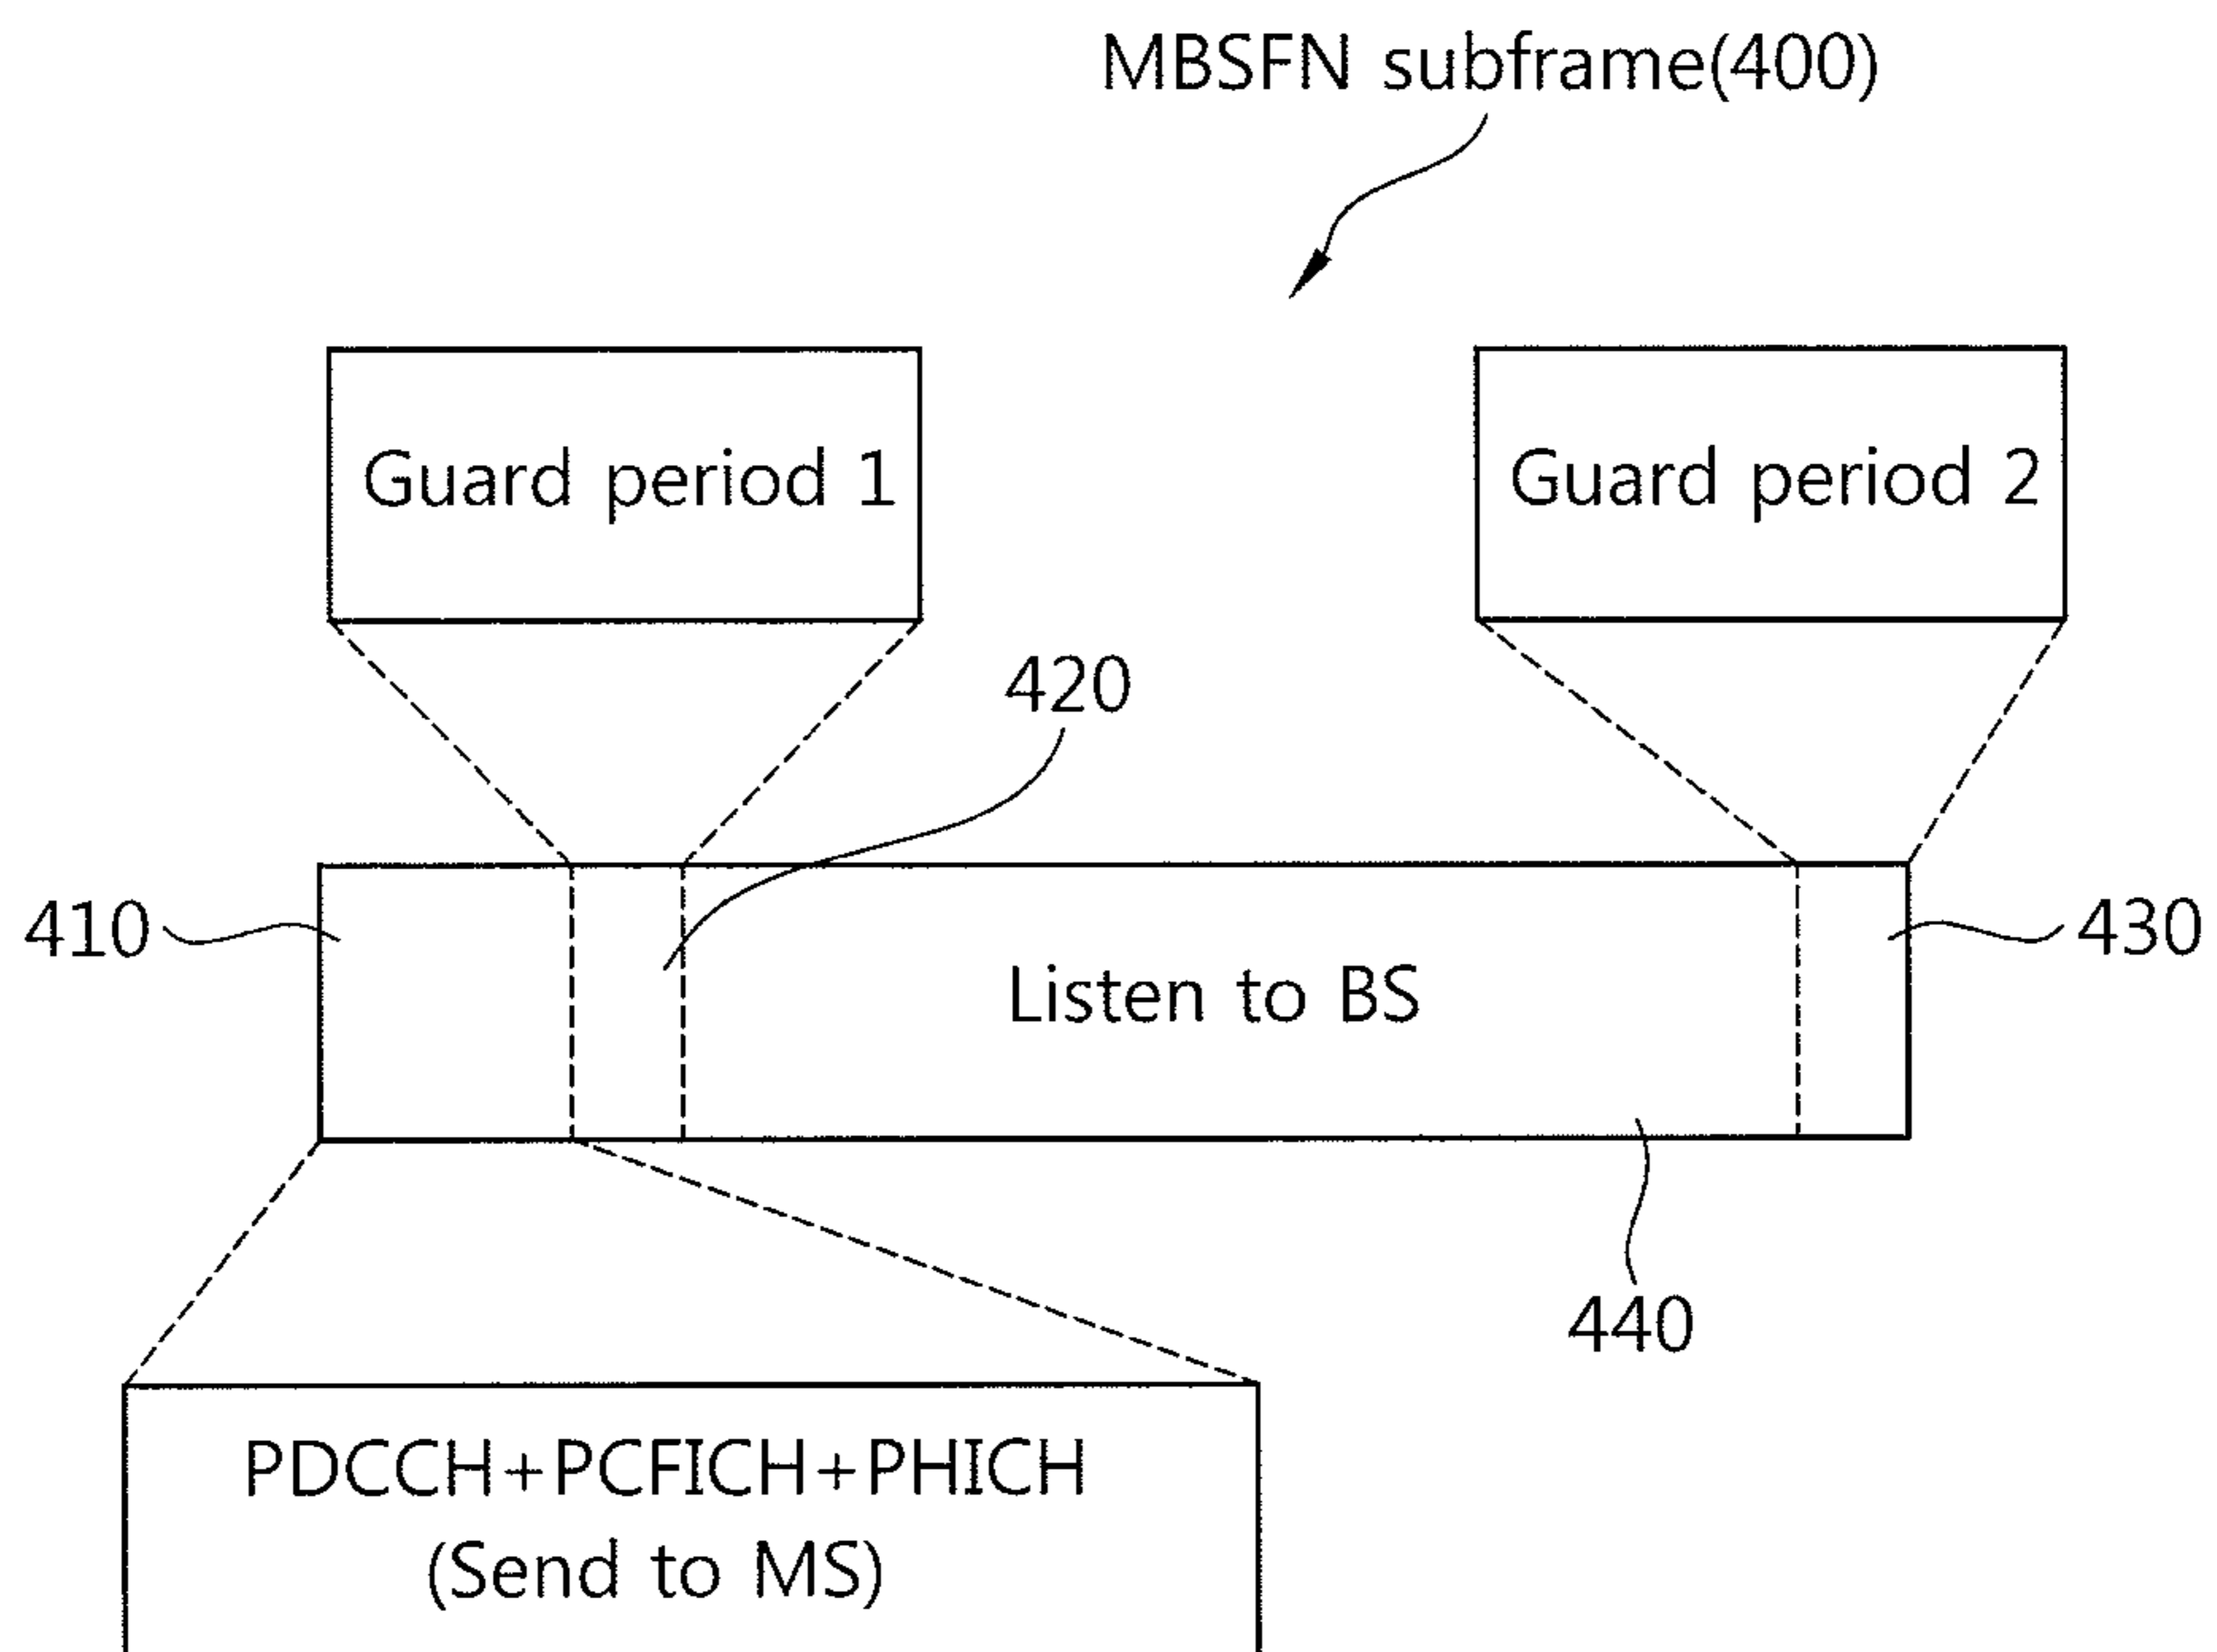 MBSFN subframe(400)
Guard period 1
Guard period 2
420
410
Listen to BS
430
440
PDCCH+PCFICH+PHICH
(Send to MS)